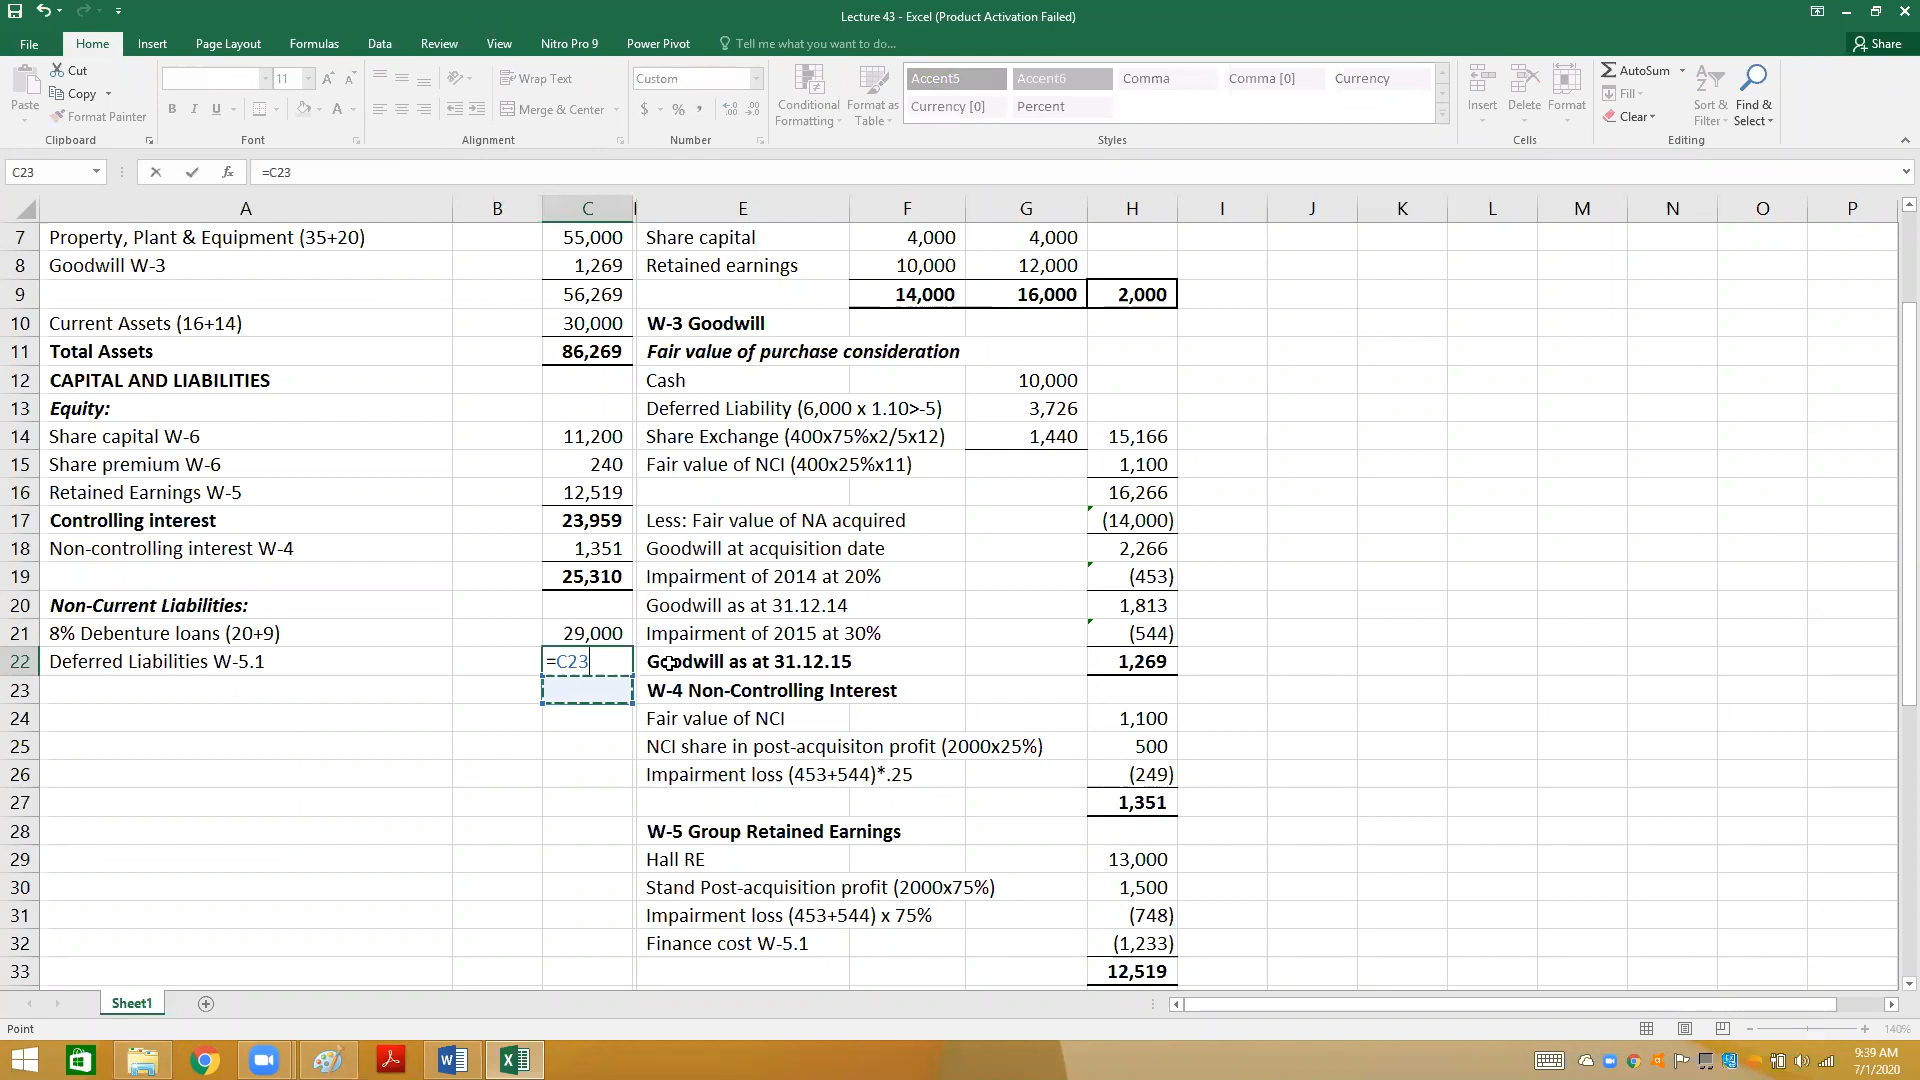 Lecture 43 - Excel (Product Activation Failed)
File Home Insert Page Layout Formulas Data Review View Nitro Pro 9 Power Pivot Tell me what you want to do... Share
Paste Cut Copy Format Painter
Clipboard
11
B I U A A A
Font
Wrap Text
Merge & Center
Alignment
Custom
$ % ,
Number
Conditional Formatting
Format as Table
Accent5 Accent6 Comma Comma [0] Currency
Currency [0] Percent
Styles
Insert Delete Format
Cells
AutoSum
Fill
Clear
Sort & Filter
Find & Select
Editing
C23 fx =C23
A B C E F G H I J K L M N O P
7 Property, Plant & Equipment (35+20) 55,000 Share capital 4,000 4,000
8 Goodwill W-3 1,269 Retained earnings 10,000 12,000
9 56,269 14,000 16,000 2,000
10 Current Assets (16+14) 30,000 W-3 Goodwill
11 Total Assets 86,269 Fair value of purchase consideration
12 CAPITAL AND LIABILITIES Cash 10,000
13 Equity: Deferred Liability (6,000 x 1.10>-5) 3,726
14 Share capital W-6 11,200 Share Exchange (400x75%x2/5x12) 1,440 15,166
15 Share premium W-6 240 Fair value of NCI (400x25%x11) 1,100
16 Retained Earnings W-5 12,519 16,266
17 Controlling interest 23,959 Less: Fair value of NA acquired (14,000)
18 Non-controlling interest W-4 1,351 Goodwill at acquisition date 2,266
19 25,310 Impairment of 2014 at 20% (453)
20 Non-Current Liabilities: Goodwill as at 31.12.14 1,813
21 8% Debenture loans (20+9) 29,000 Impairment of 2015 at 30% (544)
22 Deferred Liabilities W-5.1 =C23 Goodwill as at 31.12.15 1,269
23 W-4 Non-Controlling Interest
24 Fair value of NCI 1,100
25 NCI share in post-acquisiton profit (2000x25%) 500
26 Impairment loss (453+544)*.25 (249)
27 1,351
28 W-5 Group Retained Earnings
29 Hall RE 13,000
30 Stand Post-acquisition profit (2000x75%) 1,500
31 Impairment loss (453+544) x 75% (748)
32 Finance cost W-5.1 (1,233)
33 12,519
Sheet1
Point 140%
9:39 AM
7/1/2020